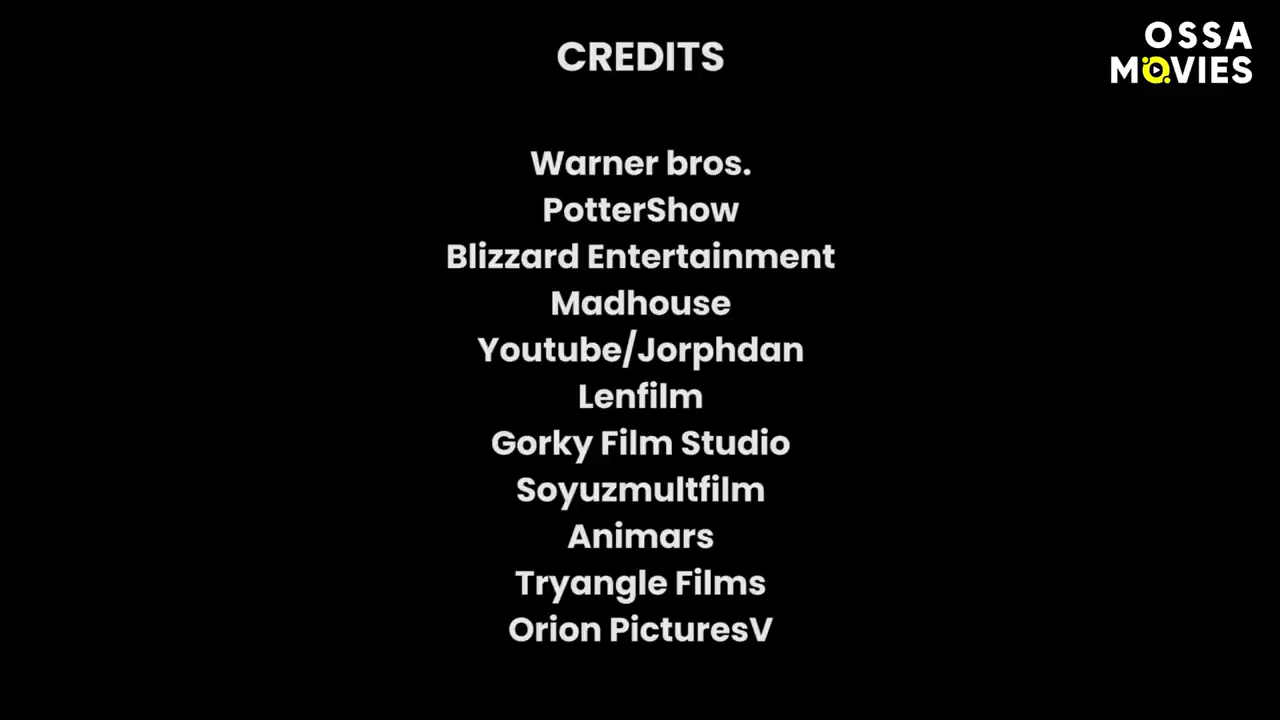 OSSA
MOVIES
CREDITS
Warner bros.
PotterShow
Blizzard Entertainment
Madhouse
Youtube/Jorphdan
Lenfilm
Gorky Film Studio
Soyuzmultfilm
Animars
Tryangle Films
Orion PicturesV